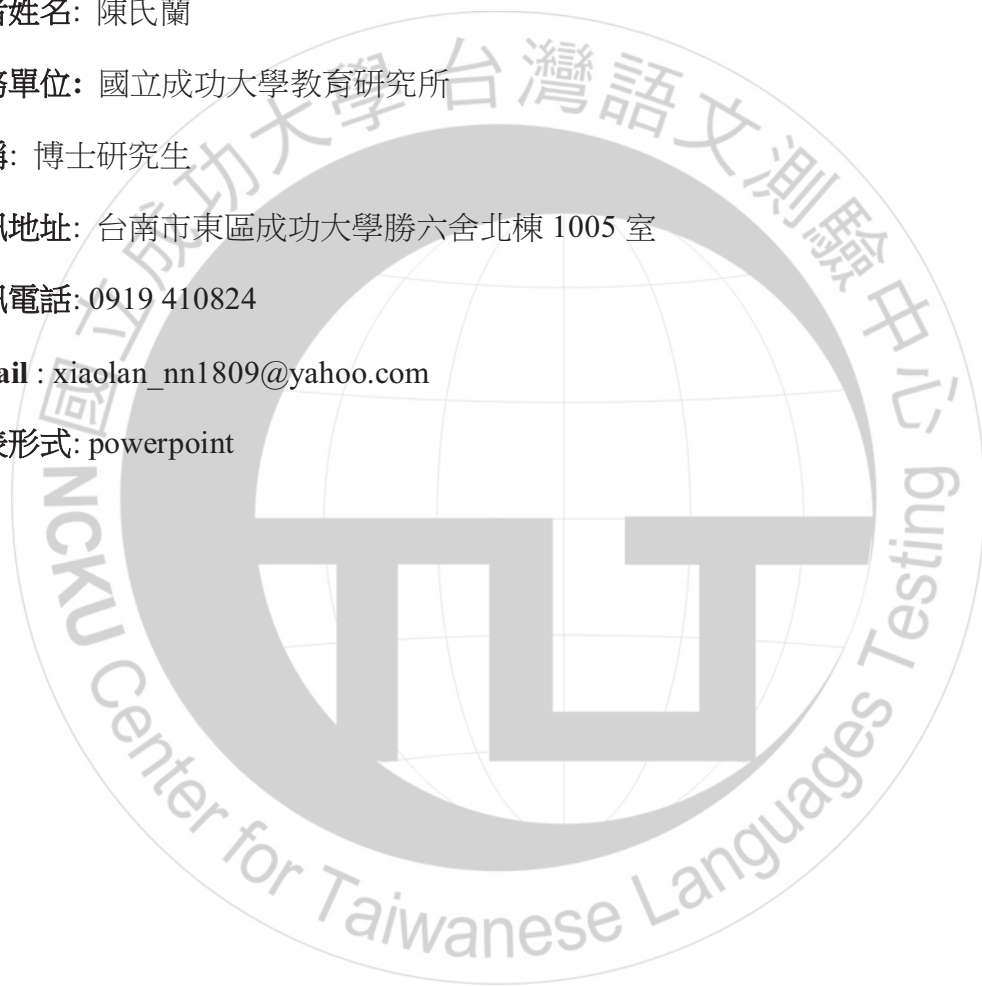 者姓名: 陳氏蘭
務單位: 國立成功大學教育研究所
稱: 博士研究生
訊地址: 台南市東區成功大學勝六舍北棟 1005 室
訊電話: 0919 410824
ail : xiaolan_nn1809@yahoo.com
表形式: powerpoint
國立成功大學 台灣語文測驗中心
NCKU Center for Taiwanese Languages Testing
TLT